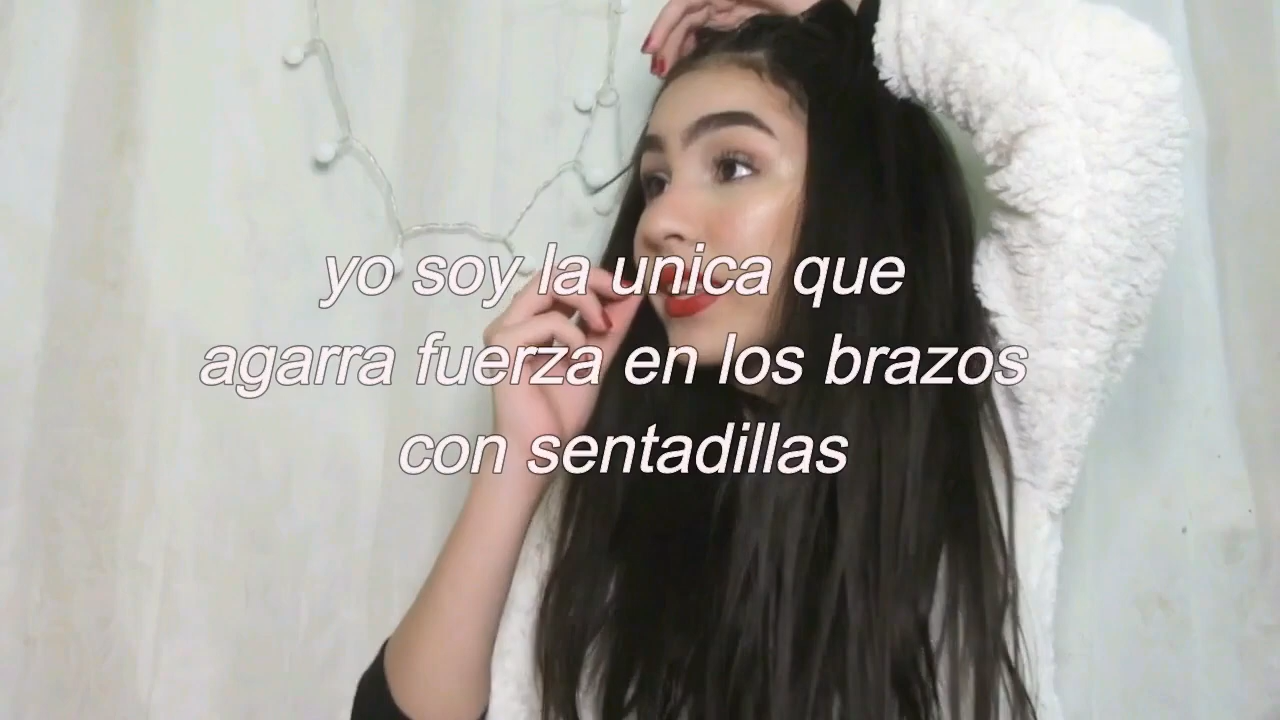 yo soy la unica que
agarra fuerza en los brazos
con sentadillas